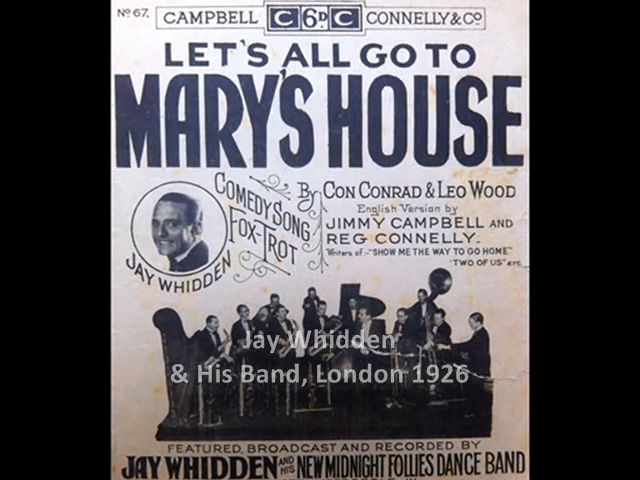 No. 67.
CAMPBELL C 6D. C CONNELLY & Co
LET'S ALL GO TO
MARY'S HOUSE
COMEDY SONG
FOX-TROT
By CON CONRAD & LEO WOOD
English Version by
JIMMY CAMPBELL AND
REG CONNELLY
Writers of:- "SHOW ME THE WAY TO GO HOME"
"TWO OF US" & ETC.
JAY WHIDDEN
Jay Whidden
& His Band, London 1926
FEATURED, BROADCAST AND RECORDED BY
JAY WHIDDEN AND HIS NEW MIDNIGHT FOLLIES DANCE BAND